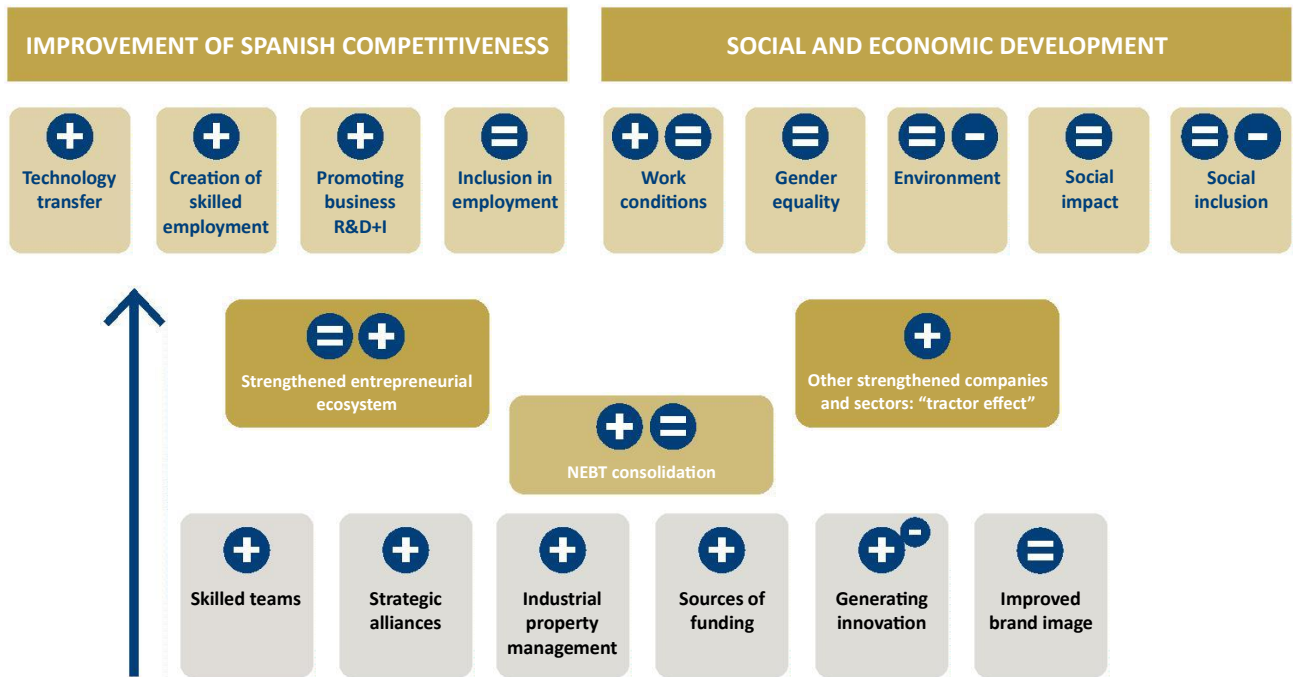 IMPROVEMENT OF SPANISH COMPETITIVENESS
SOCIAL AND ECONOMIC DEVELOPMENT
+
Technology
transfer
+
Creation of
skilled
employment
+
Promoting
business
R&D+I
=
Inclusion in
employment
+ =
Work
conditions
=
Gender
equality
= -
Environment
=
Social
impact
= -
Social
inclusion
= +
Strengthened entrepreneurial
ecosystem
+
Other strengthened companies
and sectors: “tractor effect”
+ =
NEBT consolidation
+
Skilled teams
+
Strategic
alliances
+
Industrial
property
management
+
Sources of
funding
+ -
Generating
innovation
=
Improved
brand image